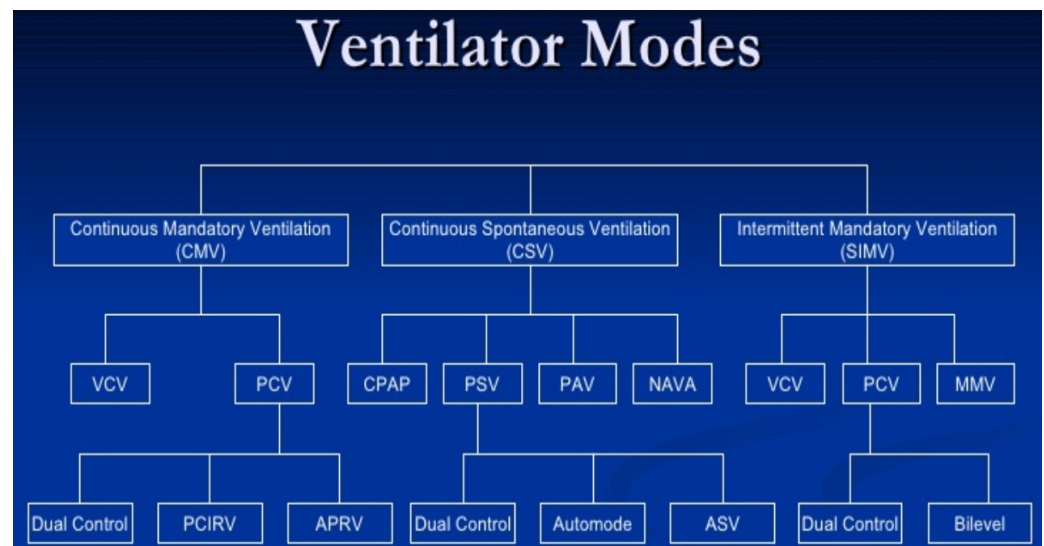 Ventilator Modes
Continuous Mandatory Ventilation
(CMV)
Continuous Spontaneous Ventilation
(CSV)
Intermittent Mandatory Ventilation
(SIMV)
VCV
PCV
CPAP
PSV
PAV
NAVA
VCV
PCV
MMV
Dual Control
PCIRV
APRV
Dual Control
Automode
ASV
Dual Control
Bilevel